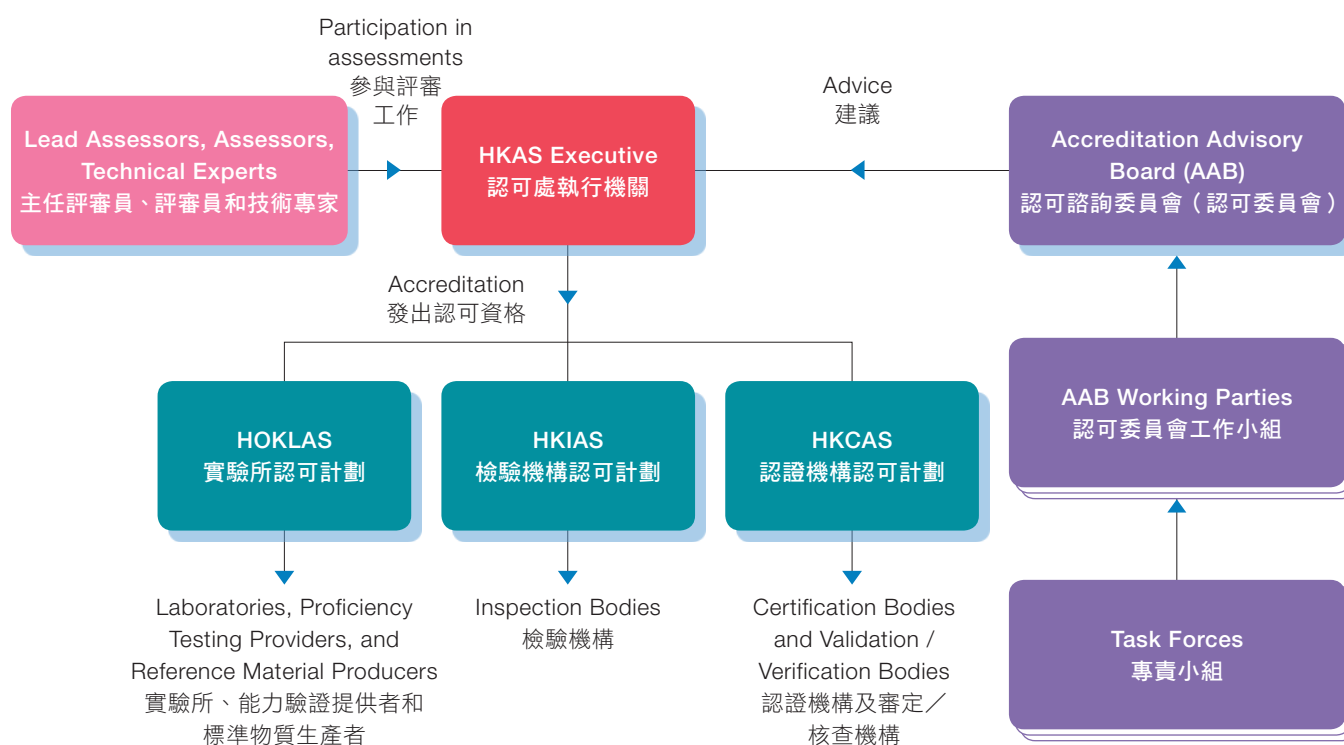 Participation in
assessments
參與評審
工作
Advice
建議
Lead Assessors, Assessors,
Technical Experts
主任評審員、評審員和技術專家
HKAS Executive
認可處執行機關
Accreditation Advisory
Board (AAB)
認可諮詢委員會（認可委員會）
Accreditation
發出認可資格
HOKLAS
實驗所認可計劃
HKIAS
檢驗機構認可計劃
HKCAS
認證機構認可計劃
AAB Working Parties
認可委員會工作小組
Laboratories, Proficiency
Testing Providers, and
Reference Material Producers
實驗所、能力驗證提供者和
標準物質生產者
Inspection Bodies
檢驗機構
Certification Bodies
and Validation /
Verification Bodies
認證機構及審定／
核查機構
Task Forces
專責小組